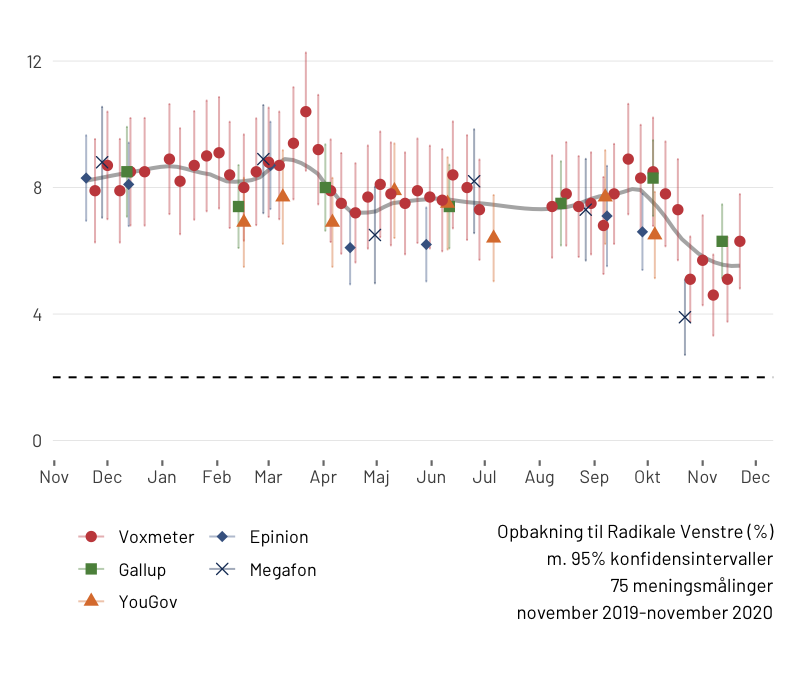 12
8
4
0
Nov Dec Jan Feb Mar Apr Maj Jun Jul Aug Sep Okt Nov Dec
Voxmeter Epinion
Gallup Megafon
YouGov
Opbakning til Radikale Venstre (%)
m. 95% konfidensintervaller
75 meningsmålinger
november 2019-november 2020